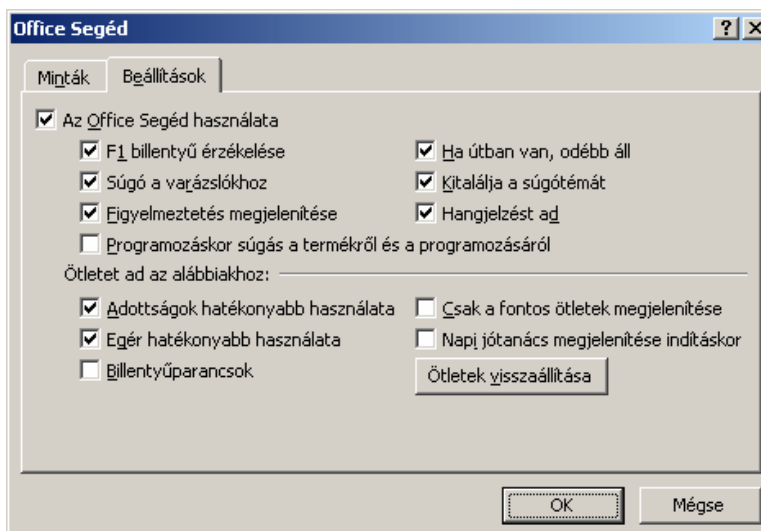 Office Segéd
Minták Beállítások
Az Office Segéd használata
F1 billentyű érzékelése Ha útban van, odébb áll
Súgó a varázslókhoz Kitalálja a súgótémát
Figyelmeztetés megjelenítése Hangjelzést ad
Programozáskor súgás a termékről és a programozásáról
Ötletet ad az alábbiakhoz:
Adottságok hatékonyabb használata Csak a fontos ötletek megjelenítése
Egér hatékonyabb használata Napi jótanács megjelenítése indításkor
Billentyűparancsok Ötletek visszaállítása
OK Mégse